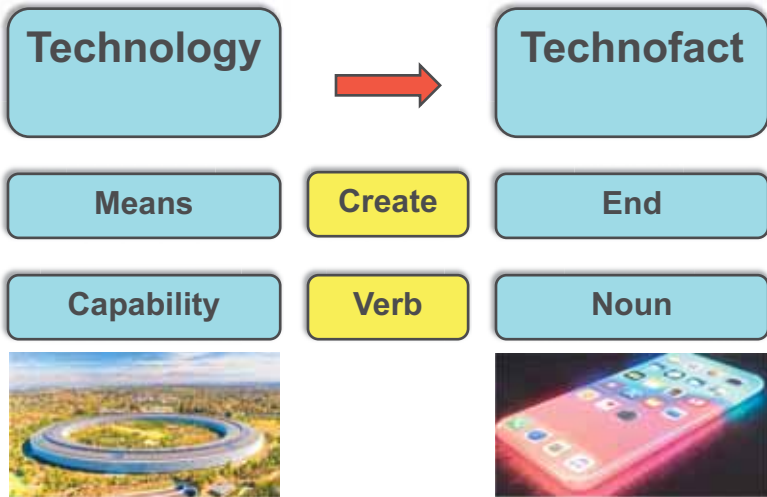 Technology
Technofact
Means
Create
End
Capability
Verb
Noun